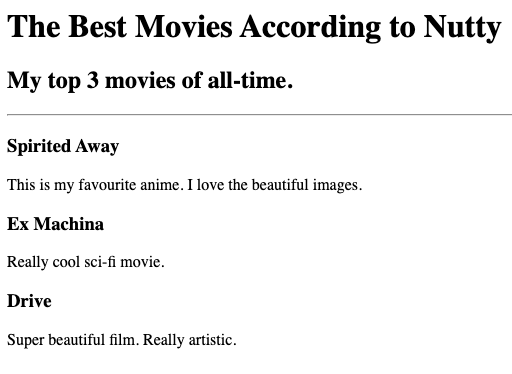 The Best Movies According to Nutty
My top 3 movies of all-time.
Spirited Away
This is my favourite anime. I love the beautiful images.
Ex Machina
Really cool sci-fi movie.
Drive
Super beautiful film. Really artistic.